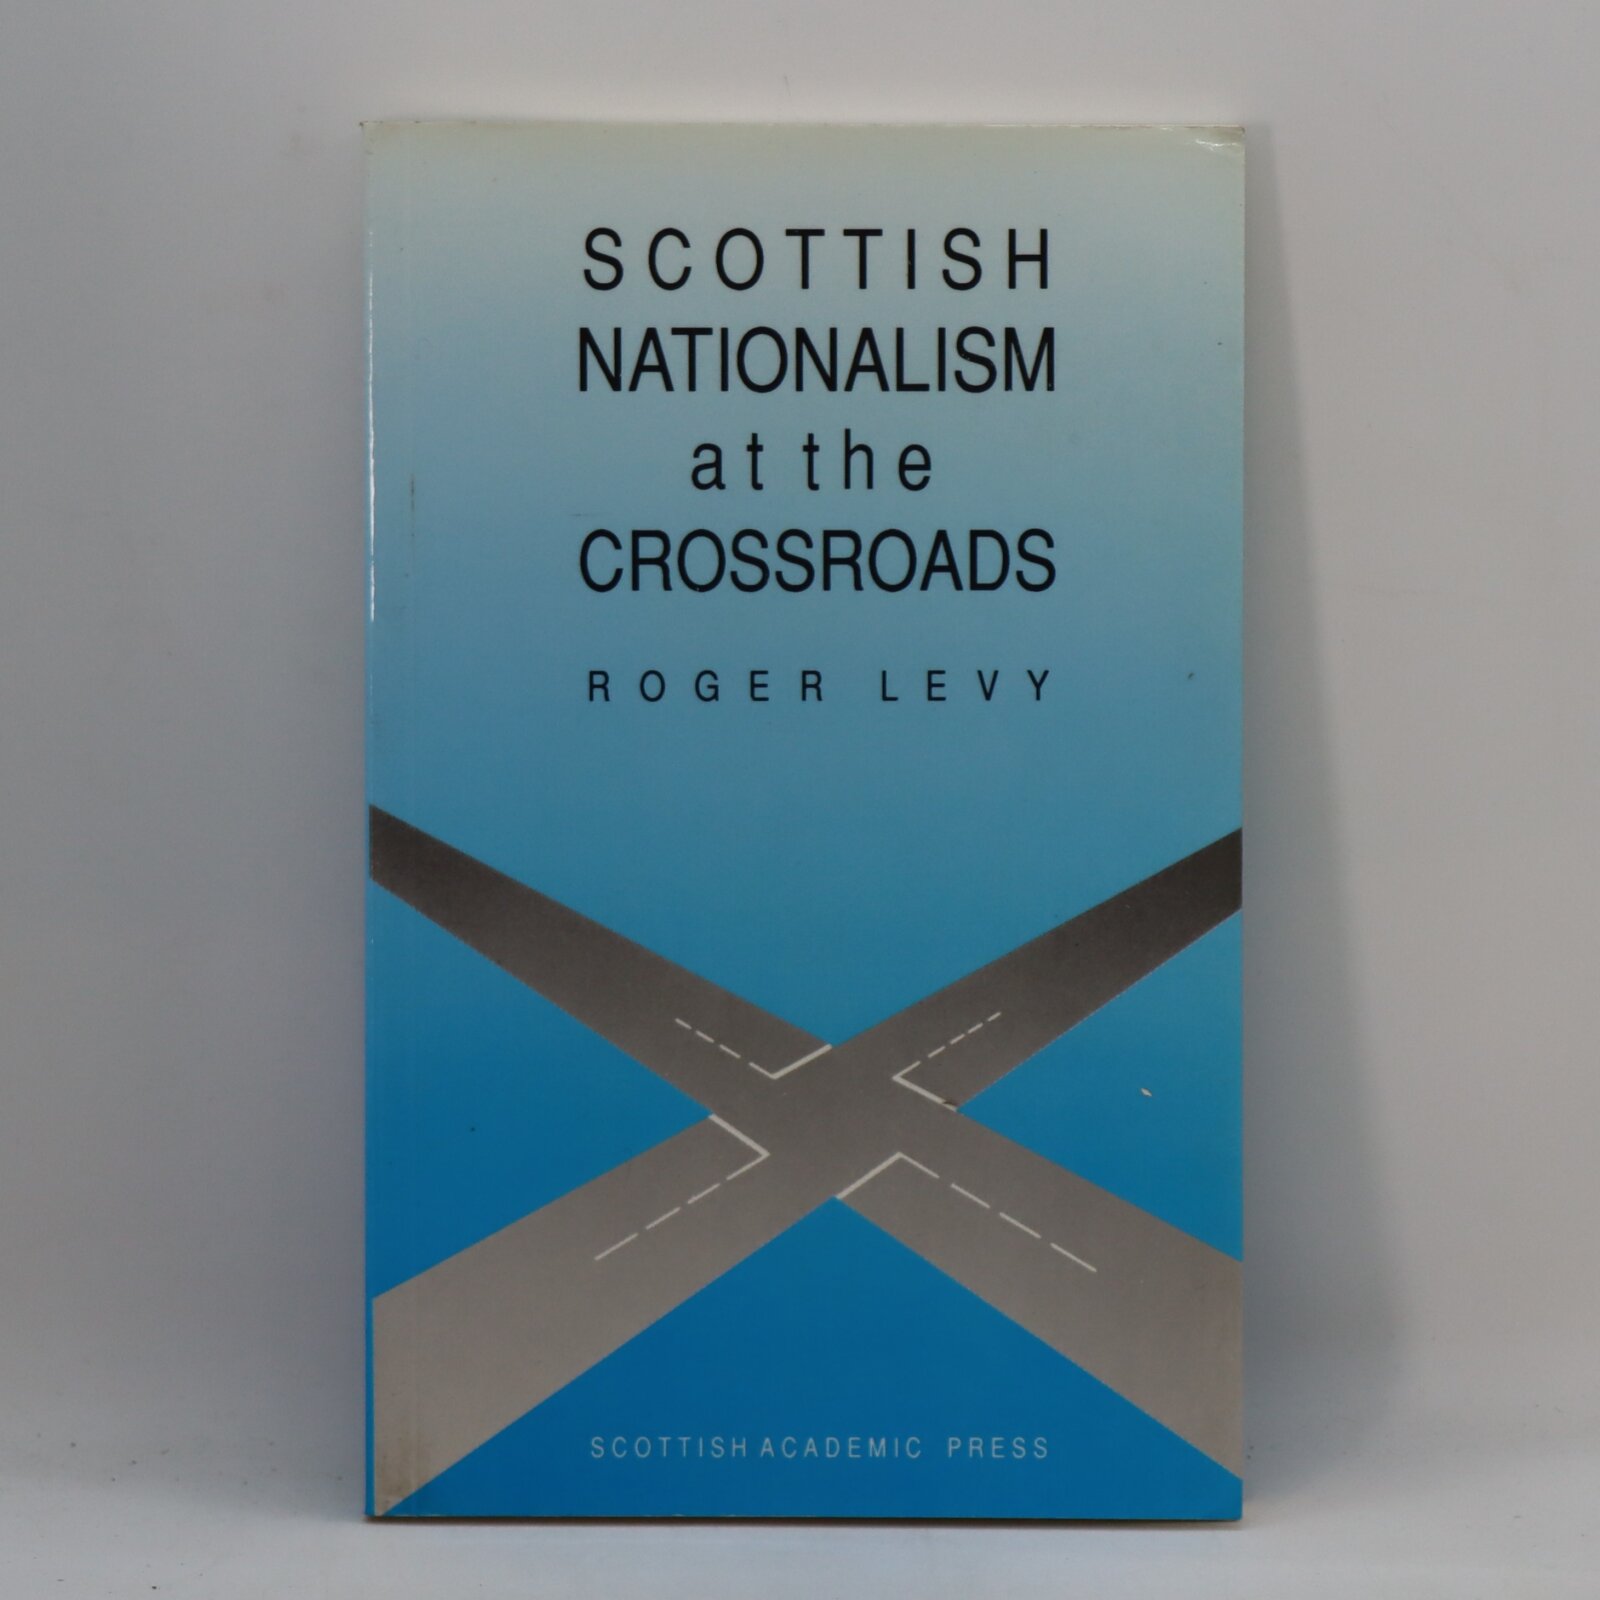 SCOTTISH
NATIONALISM
at the
CROSSROADS
ROGER LEVY
SCOTTISH ACADEMIC PRESS